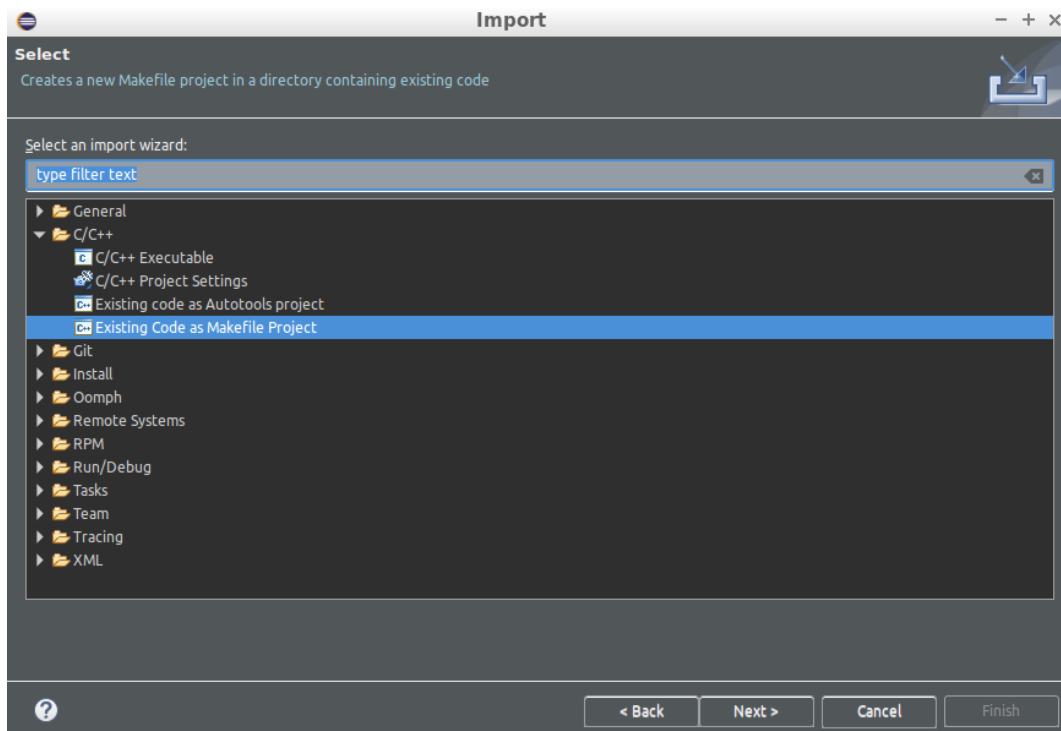 Import
Select
Creates a new Makefile project in a directory containing existing code
Select an import wizard:
type filter text
General
C/C++
C/C++ Executable
C/C++ Project Settings
Existing code as Autotools project
Existing Code as Makefile Project
Git
Install
Oomph
Remote Systems
RPM
Run/Debug
Tasks
Team
Tracing
XML
< Back Next > Cancel Finish